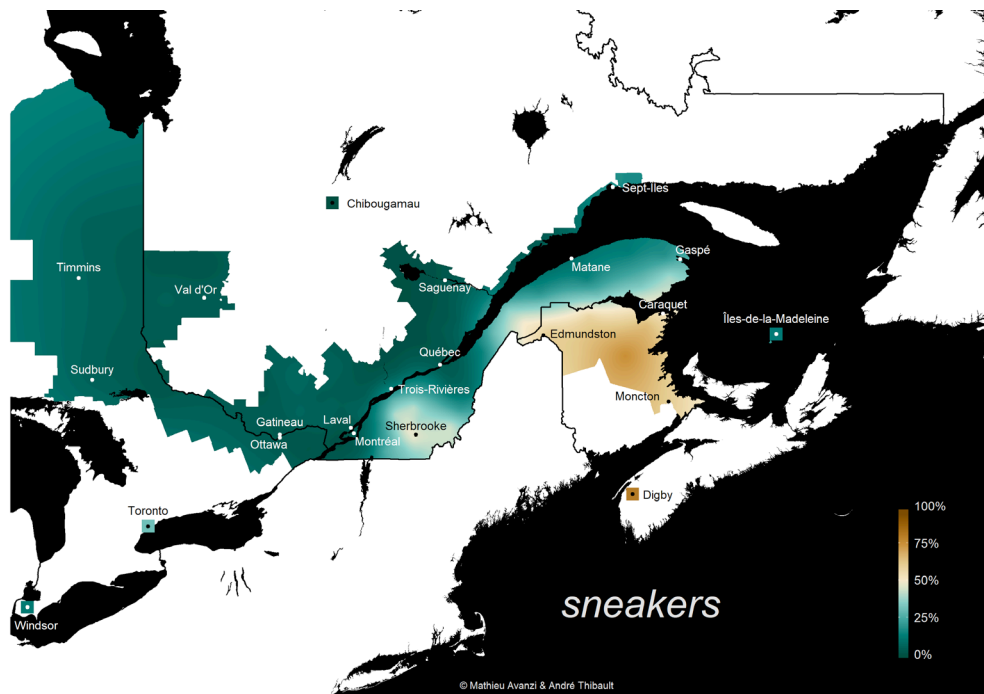 Sept-Iles
Chibougamau
Gaspé
Matane
Timmins
Val d'Or
Saguenay
Caraquet
Îles-de-la-Madeleine
Edmundston
Québec
Sudbury
Trois-Rivières
Moncton
Laval
Gatineau
Sherbrooke
Ottawa
Montréal
Digby
Toronto
100%
75%
50%
25%
0%
sneakers
Windsor
© Mathieu Avanzi & André Thibault